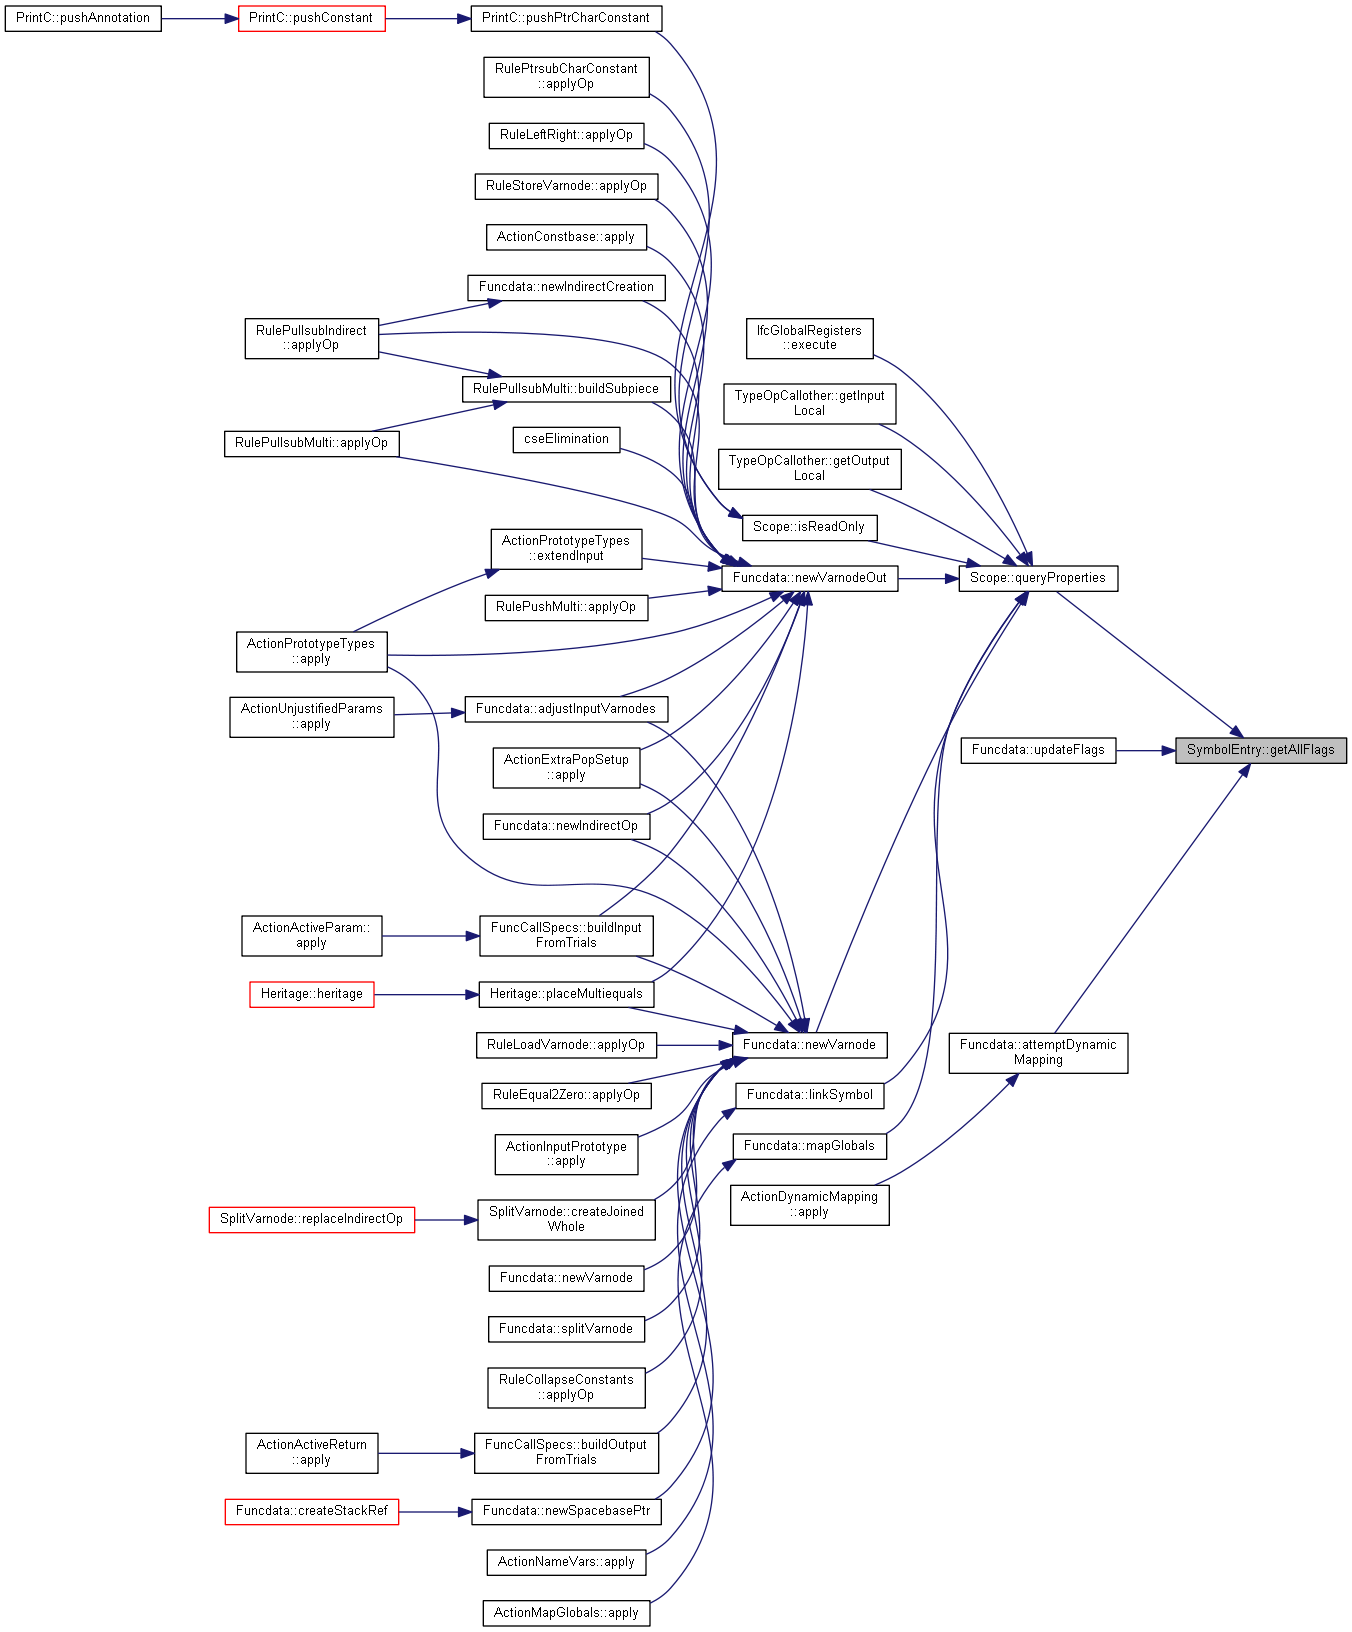 PrintC::pushAnnotation
PrintC::pushConstant
PrintC::pushPtrCharConstant
RulePtrsubCharConstant
::applyOp
RuleLeftRight::applyOp
RuleStoreVarnode::applyOp
ActionConstbase::apply
Funcdata::newIndirectCreation
RulePullsubIndirect
::applyOp
RulePullsubMulti::buildSubpiece
RulePullsubMulti::applyOp
cseElimination
ActionPrototypeTypes
::extendInput
RulePushMulti::applyOp
ActionPrototypeTypes
::apply
ActionUnjustifiedParams
::apply
Funcdata::adjustInputVarnodes
ActionExtraPopSetup
::apply
Funcdata::newIndirectOp
ActionActiveParam::
apply
FuncCallSpecs::buildInput
FromTrials
Heritage::heritage
Heritage::placeMultiequals
RuleLoadVarnode::applyOp
RuleEqual2Zero::applyOp
ActionInputPrototype
::apply
SplitVarnode::replaceIndirectOp
SplitVarnode::createJoined
Whole
Funcdata::newVarnode
Funcdata::splitVarnode
RuleCollapseConstants
::applyOp
ActionActiveReturn
::apply
FuncCallSpecs::buildOutput
FromTrials
Funcdata::createStackRef
Funcdata::newSpacebasePtr
ActionNameVars::apply
ActionMapGlobals::apply
IfcGlobalRegisters
::execute
TypeOpCallother::getInput
Local
TypeOpCallother::getOutput
Local
Scope::isReadOnly
Funcdata::newVarnodeOut
Funcdata::newVarnode
Funcdata::linkSymbol
Funcdata::mapGlobals
ActionDynamicMapping
::apply
Scope::queryProperties
Funcdata::updateFlags
Funcdata::attemptDynamic
Mapping
SymbolEntry::getAllFlags